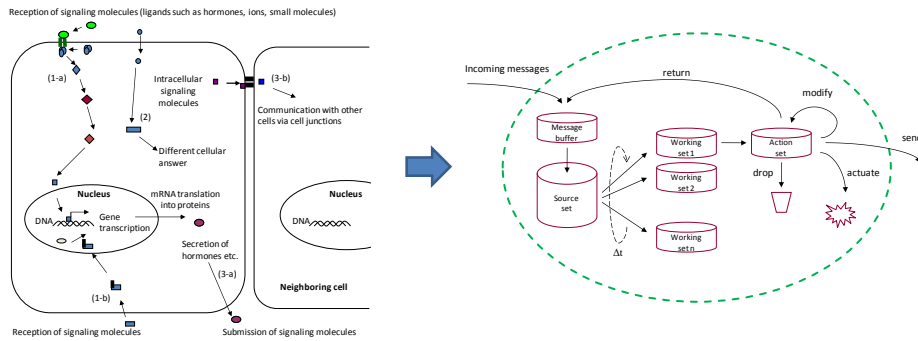 Reception of signaling molecules (ligands such as hormones, ions, small molecules)
(1-a)
(2)
Intracellular
signaling
molecules
(3-b)
Communication with other
cells via cell junctions
Different cellular
answer
Nucleus
DNA
Gene
transcription
mRNA translation
into proteins
Secretion of
hormones etc.
(3-a)
(1-b)
Reception of signaling molecules
Submission of signaling molecules
Nucleus
DNA
Neighboring cell
Incoming messages
return
modify
Message
buffer
Working
set 1
Action
set
send
Source
set
Working
set 2
drop
actuate
Working
set n
Δt